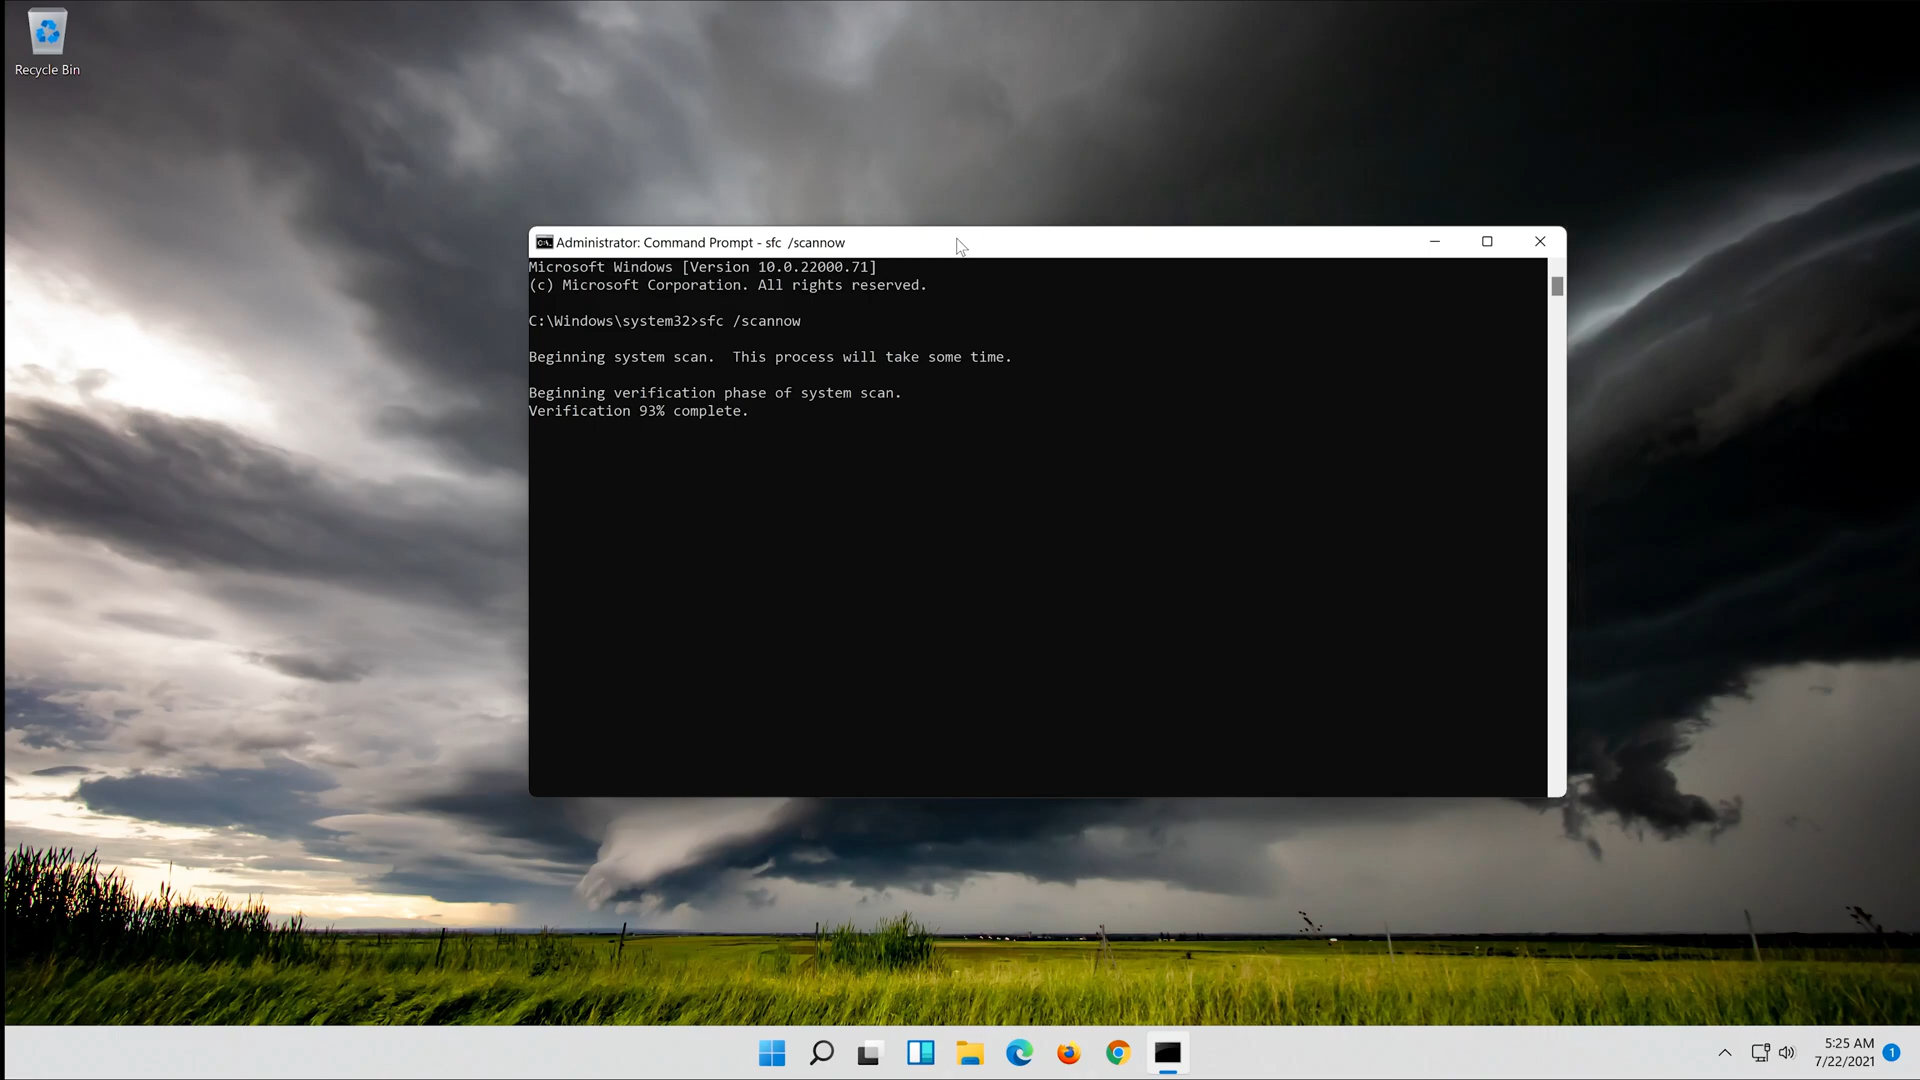 Recycle Bin
Administrator: Command Prompt - sfc  /scannow
Microsoft Windows [Version 10.0.22000.71]
(c) Microsoft Corporation. All rights reserved.
C:\Windows\system32>sfc /scannow
Beginning system scan.  This process will take some time.
Beginning verification phase of system scan.
Verification 93% complete.
5:25 AM
7/22/2021
1